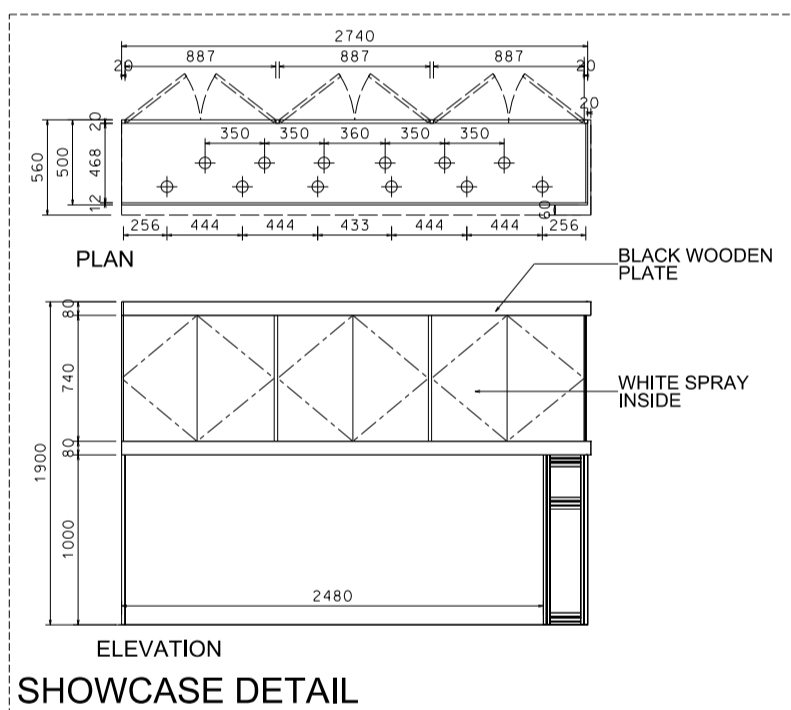 2740
20 887 887 887 20
20
350 350 360 350 350
560 500 20 468 12
60
256 444 444 433 444 444 256
PLAN
BLACK WOODEN
PLATE
WHITE SPRAY
INSIDE
1900 80 740 80 1000
2480
ELEVATION
SHOWCASE DETAIL